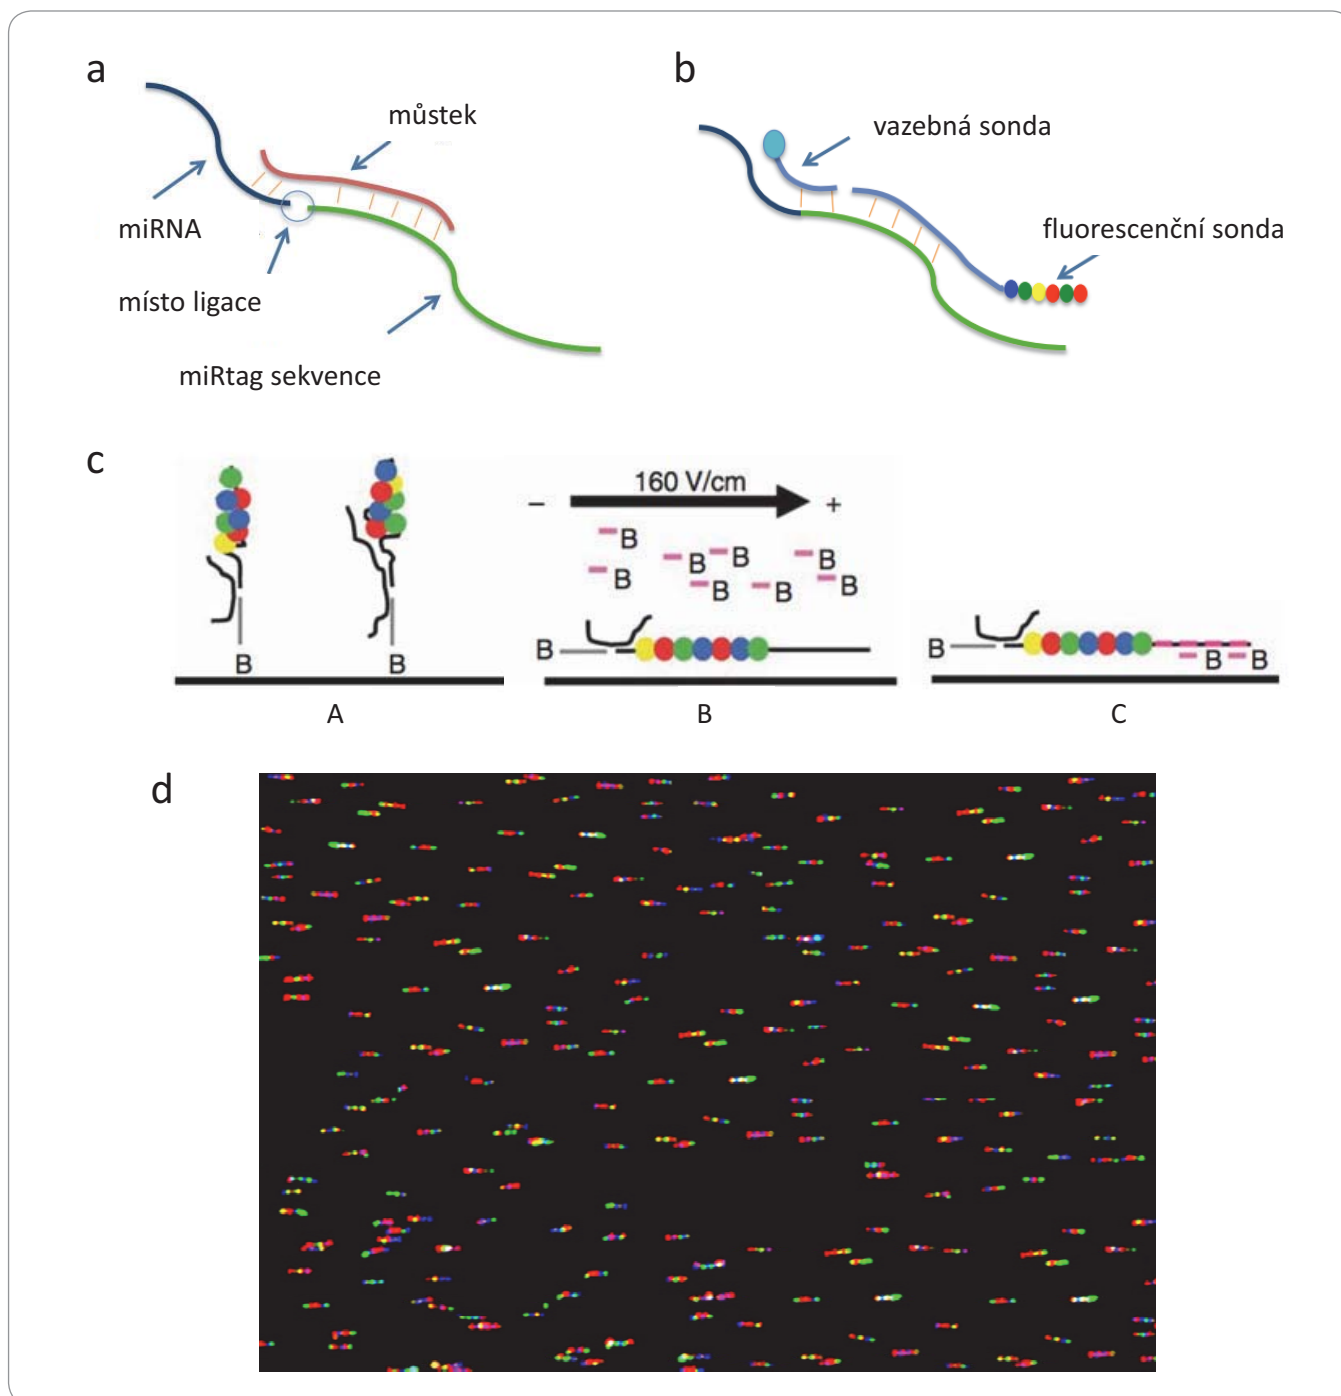 a
můstek
miRNA
místo ligace
miRtag sekvence
b
vazebná sonda
fluorescenční sonda
c
B
B
A
160 V/cm
– +
B
B
B
B
B
B
B
B
B
B
B
B
B
C
d